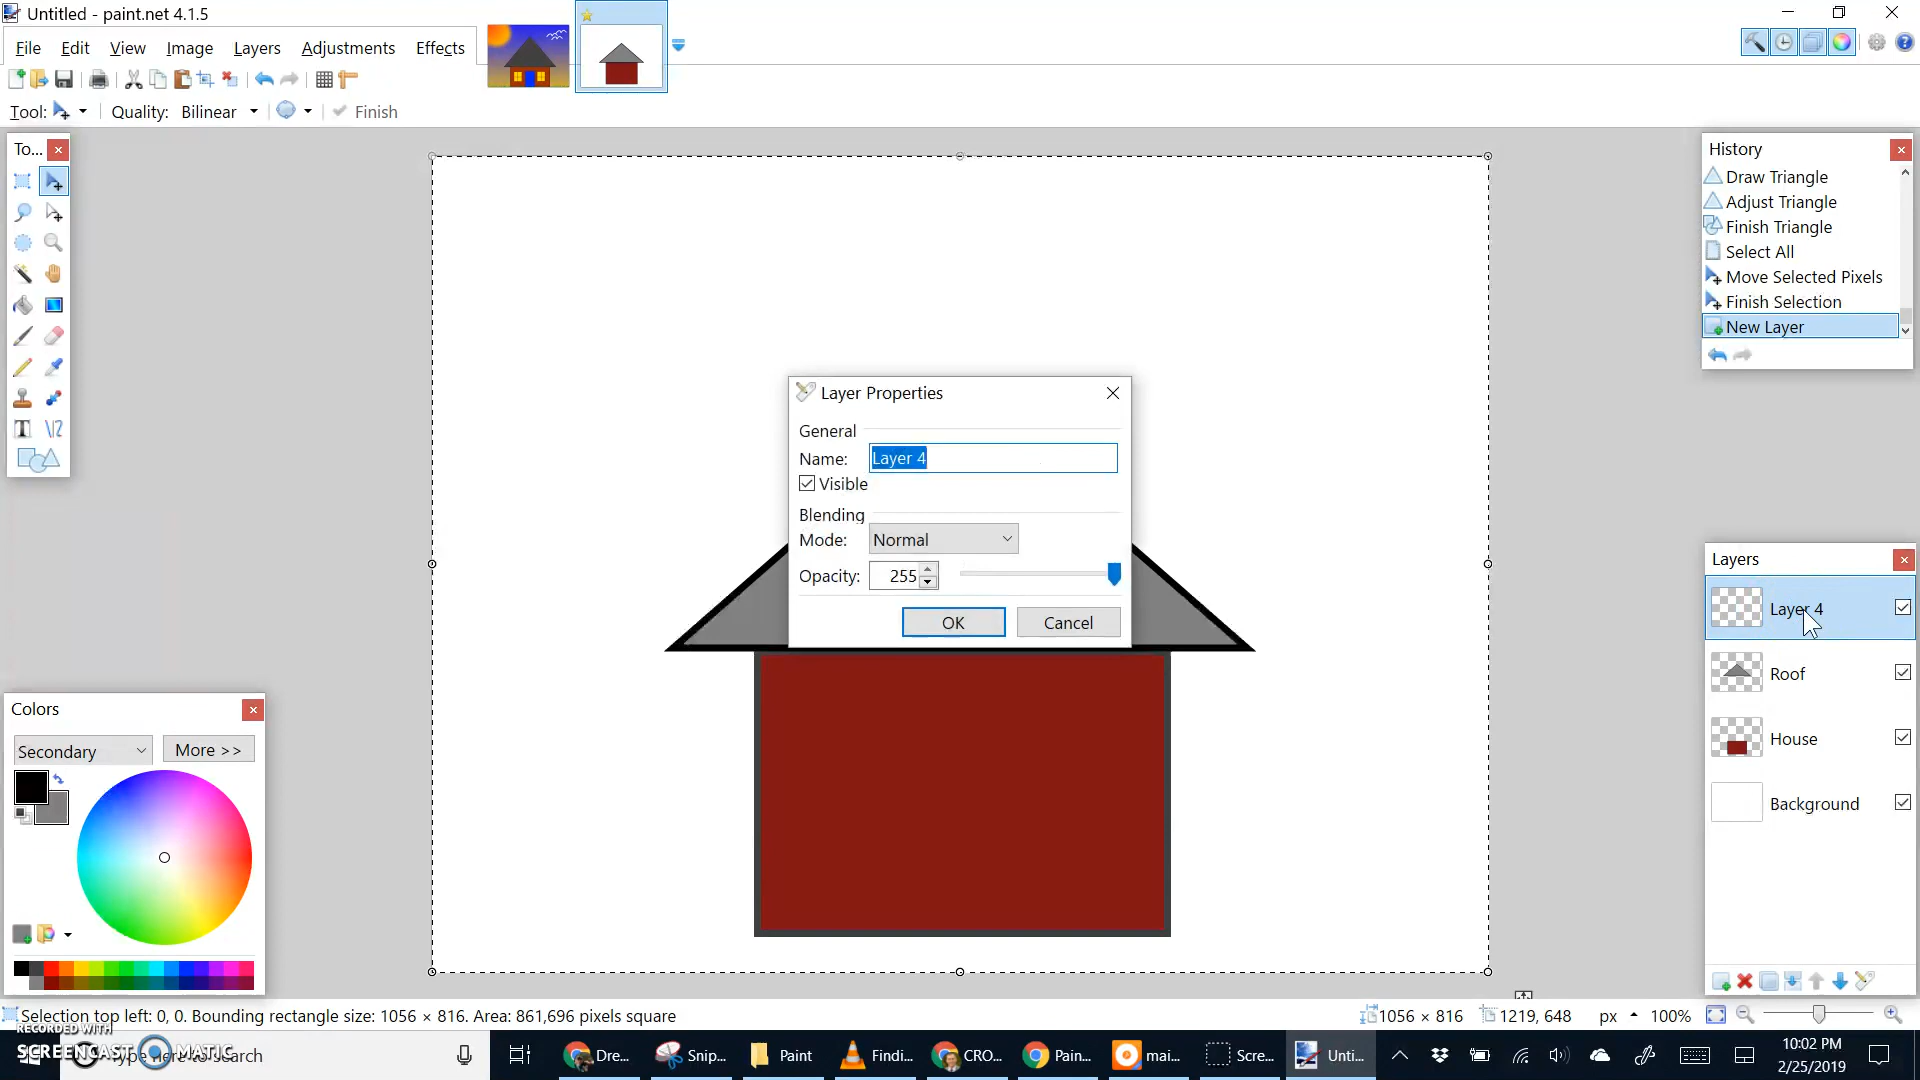 Untitled - paint.net 4.1.5
File Edit View Image Layers Adjustments Effects
Tool: Quality: Bilinear Finish
To...
History
Draw Triangle
Adjust Triangle
Finish Triangle
Select All
Move Selected Pixels
Finish Selection
New Layer
Layer Properties
General
Name: Layer 4
Visible
Blending
Mode: Normal
Opacity: 255
OK Cancel
Layers
Layer 4
Roof
House
Background
Colors
Secondary More >>
Selection top left: 0, 0. Bounding rectangle size: 1056 × 816. Area: 861,696 pixels square
1056 × 816 1219, 648 px 100%
RECORDED WITH
SCREENCAST MATIC
Type here to search
Dre... Snip... Paint Findi... CRO... Pain... mai... Scre... Unti...
10:02 PM
2/25/2019